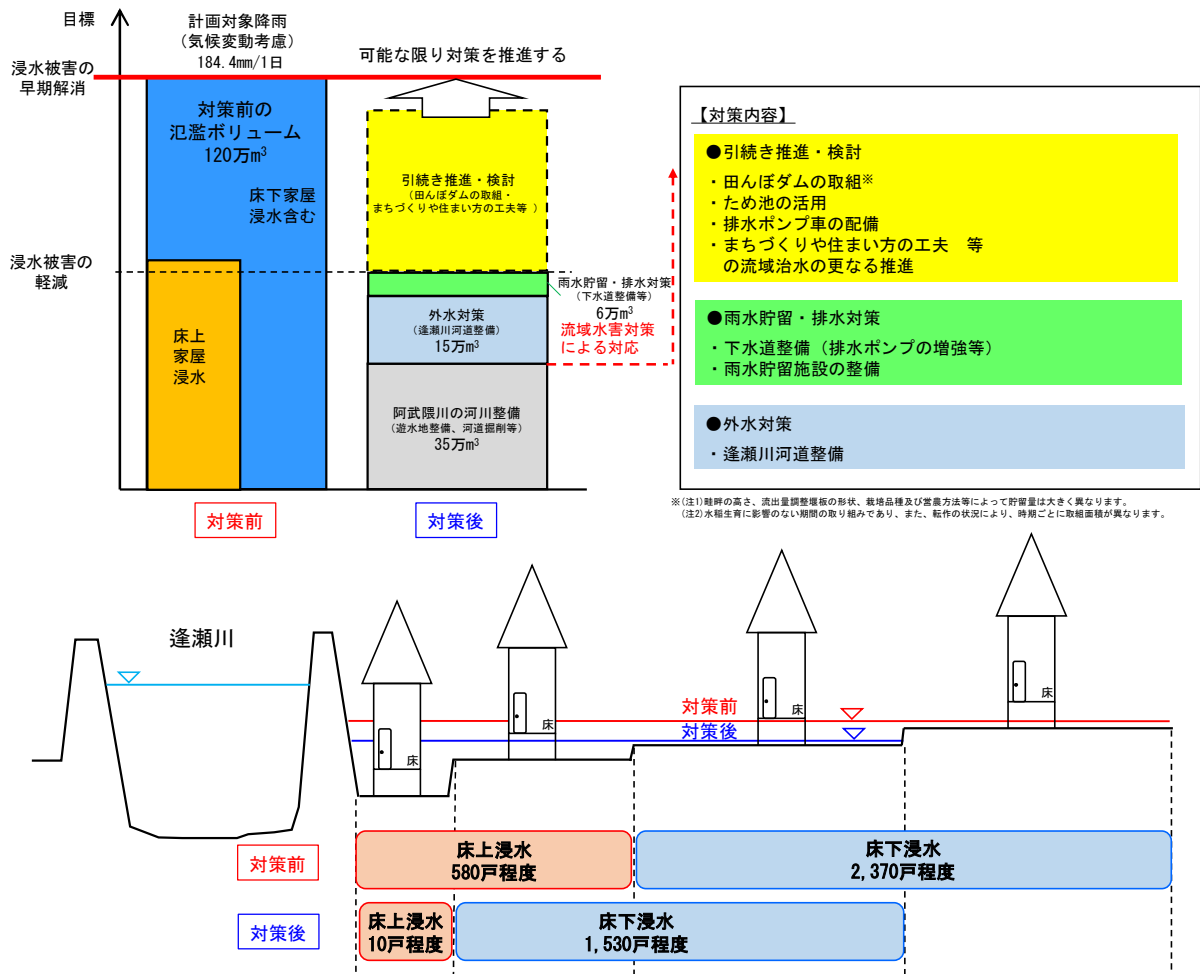 目標
計画対象降雨
(気候変動考慮)
184.4mm/1日
可能な限り対策を推進する
浸水被害の
早期解消
対策前の
氾濫ボリューム
120万m³
床下家屋
浸水含む
引続き推進・検討
(田んぼダムの取組・
まちづくりや住まい方の工夫等 )
浸水被害の
軽減
雨水貯留・排水対策
(下水道整備等)
6万m³
外水対策
(逢瀬川河道整備)
15万m³
流域水害対策
による対応
床上
家屋
浸水
阿武隈川の河川整備
(遊水地整備、河道掘削等)
35万m³
対策前
対策後
【対策内容】
●引続き推進・検討
・田んぼダムの取組※
・ため池の活用
・排水ポンプ車の配備
・まちづくりや住まい方の工夫 等
の流域治水の更なる推進
●雨水貯留・排水対策
・下水道整備（排水ポンプの増強等）
・雨水貯留施設の整備
●外水対策
・逢瀬川河道整備
※(注1)畦畔の高さ、流出量調整堰板の形状、栽培品種及び営農方法等によって貯留量は大きく異なります。
(注2)水稲生育に影響のない期間の取り組みであり、また、転作の状況により、時期ごとに取組面積が異なります。
逢瀬川
床
床
床
床
対策前
対策後
対策前
床上浸水
580戸程度
床下浸水
2,370戸程度
対策後
床上浸水
10戸程度
床下浸水
1,530戸程度